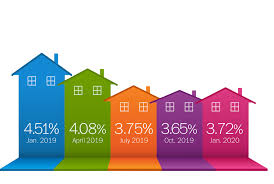 4.51% 4.08% 3.75% 3.65% 3.72%
Jan. 2019 April 2019 July 2019 Oct. 2019 Jan. 2020